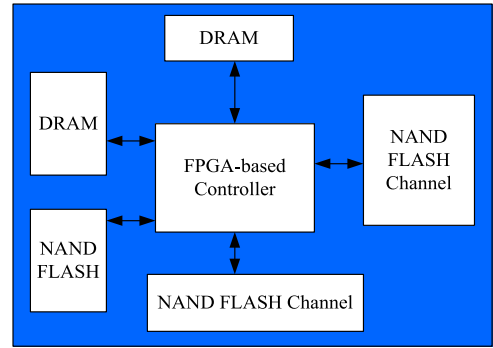 DRAM
DRAM
FPGA-based
Controller
NAND
FLASH
Channel
NAND
FLASH
NAND FLASH Channel